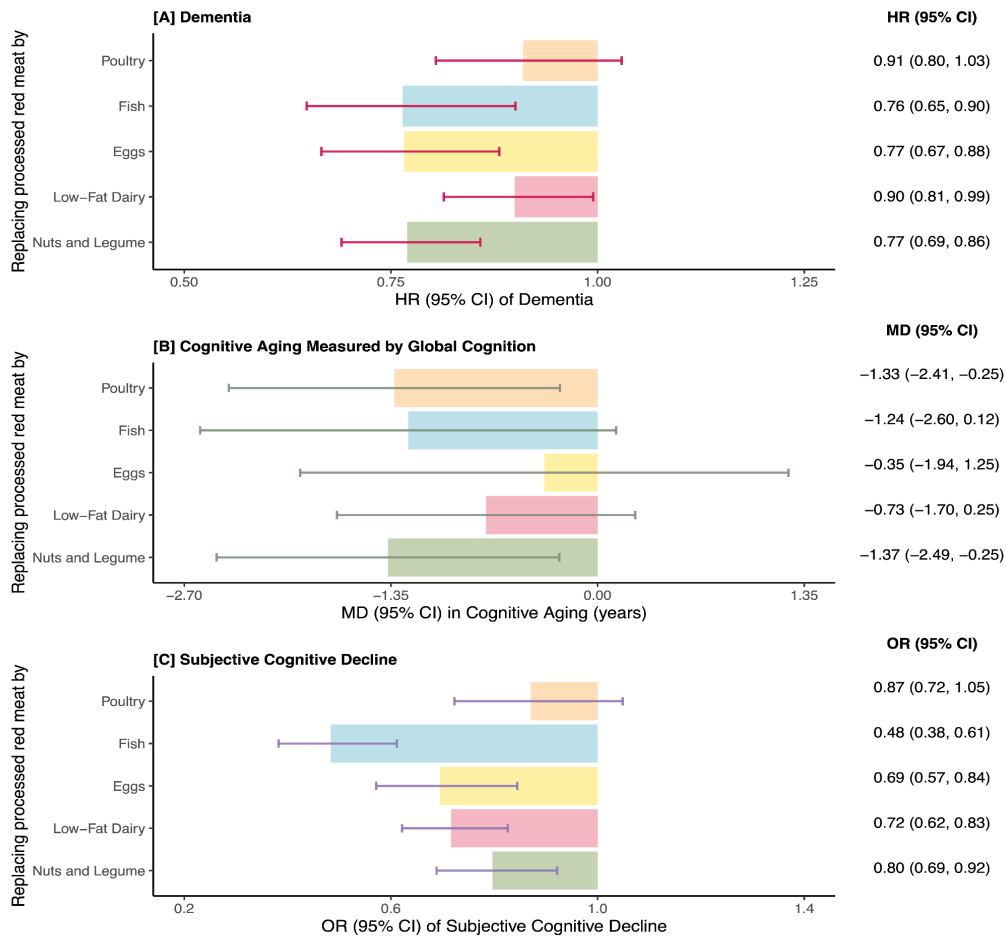 [A] Dementia
HR (95% CI)
Replacing processed red meat by
Poultry
0.91 (0.80, 1.03)
Fish
0.76 (0.65, 0.90)
Eggs
0.77 (0.67, 0.88)
Low−Fat Dairy
0.90 (0.81, 0.99)
Nuts and Legume
0.77 (0.69, 0.86)
0.50 0.75 1.00 1.25
HR (95% CI) of Dementia
MD (95% CI)
[B] Cognitive Aging Measured by Global Cognition
Replacing processed red meat by
Poultry
−1.33 (−2.41, −0.25)
Fish
−1.24 (−2.60, 0.12)
Eggs
−0.35 (−1.94, 1.25)
Low−Fat Dairy
−0.73 (−1.70, 0.25)
Nuts and Legume
−1.37 (−2.49, −0.25)
−2.70 −1.35 0.00 1.35
MD (95% CI) in Cognitive Aging (years)
OR (95% CI)
[C] Subjective Cognitive Decline
Replacing processed red meat by
Poultry
0.87 (0.72, 1.05)
Fish
0.48 (0.38, 0.61)
Eggs
0.69 (0.57, 0.84)
Low−Fat Dairy
0.72 (0.62, 0.83)
Nuts and Legume
0.80 (0.69, 0.92)
0.2 0.6 1.0 1.4
OR (95% CI) of Subjective Cognitive Decline